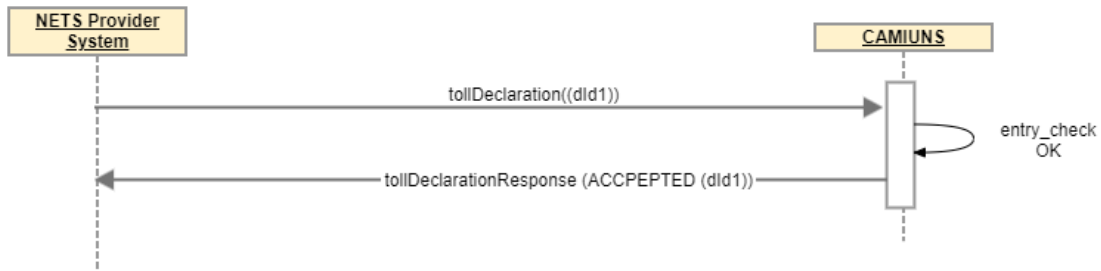 NETS Provider
System
CAMIUNS
tollDeclaration((dId1))
entry_check
OK
tollDeclarationResponse (ACCPEPTED (dId1))